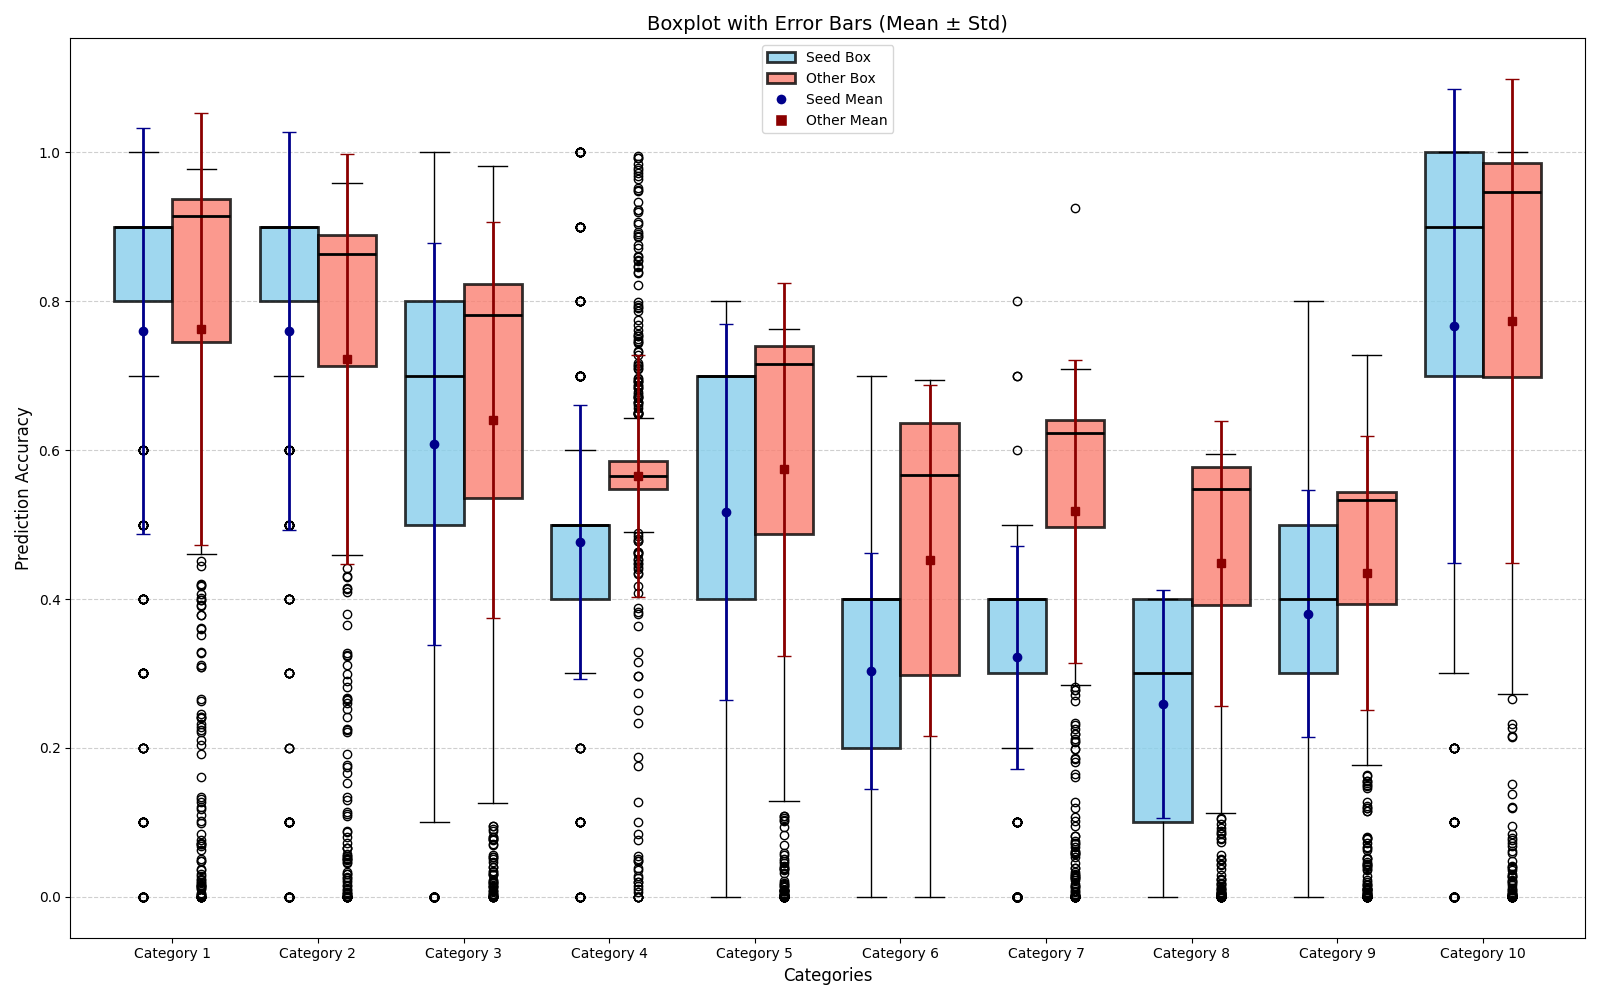 Boxplot with Error Bars (Mean ± Std)
Seed Box
Other Box
Seed Mean
Other Mean
Prediction Accuracy
1.0
0.8
0.6
0.4
0.2
0.0
Category 1
Category 2
Category 3
Category 4
Category 5
Category 6
Category 7
Category 8
Category 9
Category 10
Categories